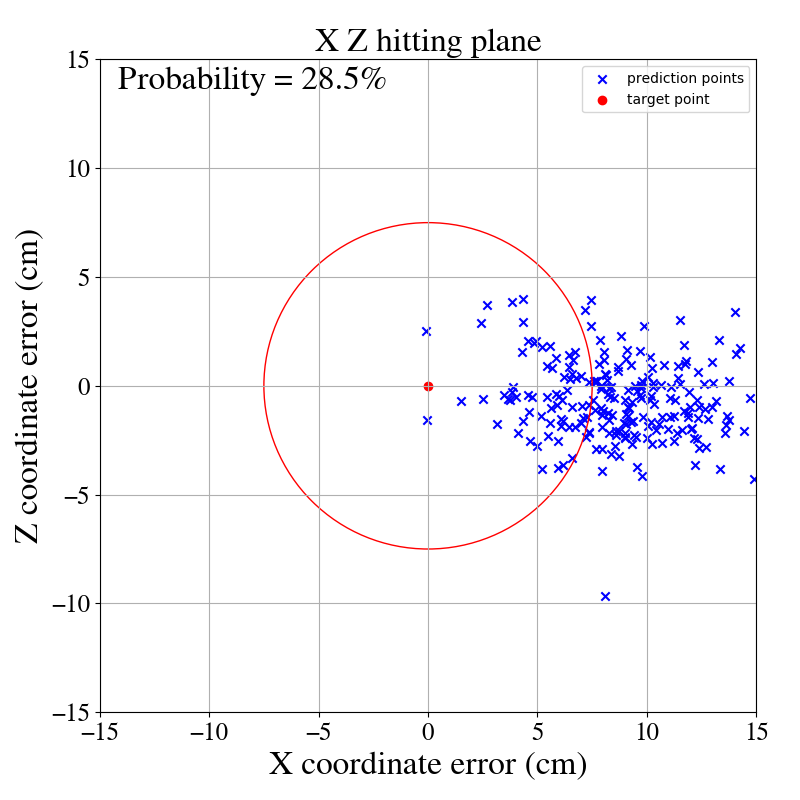 X Z hitting plane
Probability = 28.5%
prediction points
target point
Z coordinate error (cm)
15
10
5
0
−5
−10
−15
−15
−10
−5
0
5
10
15
X coordinate error (cm)